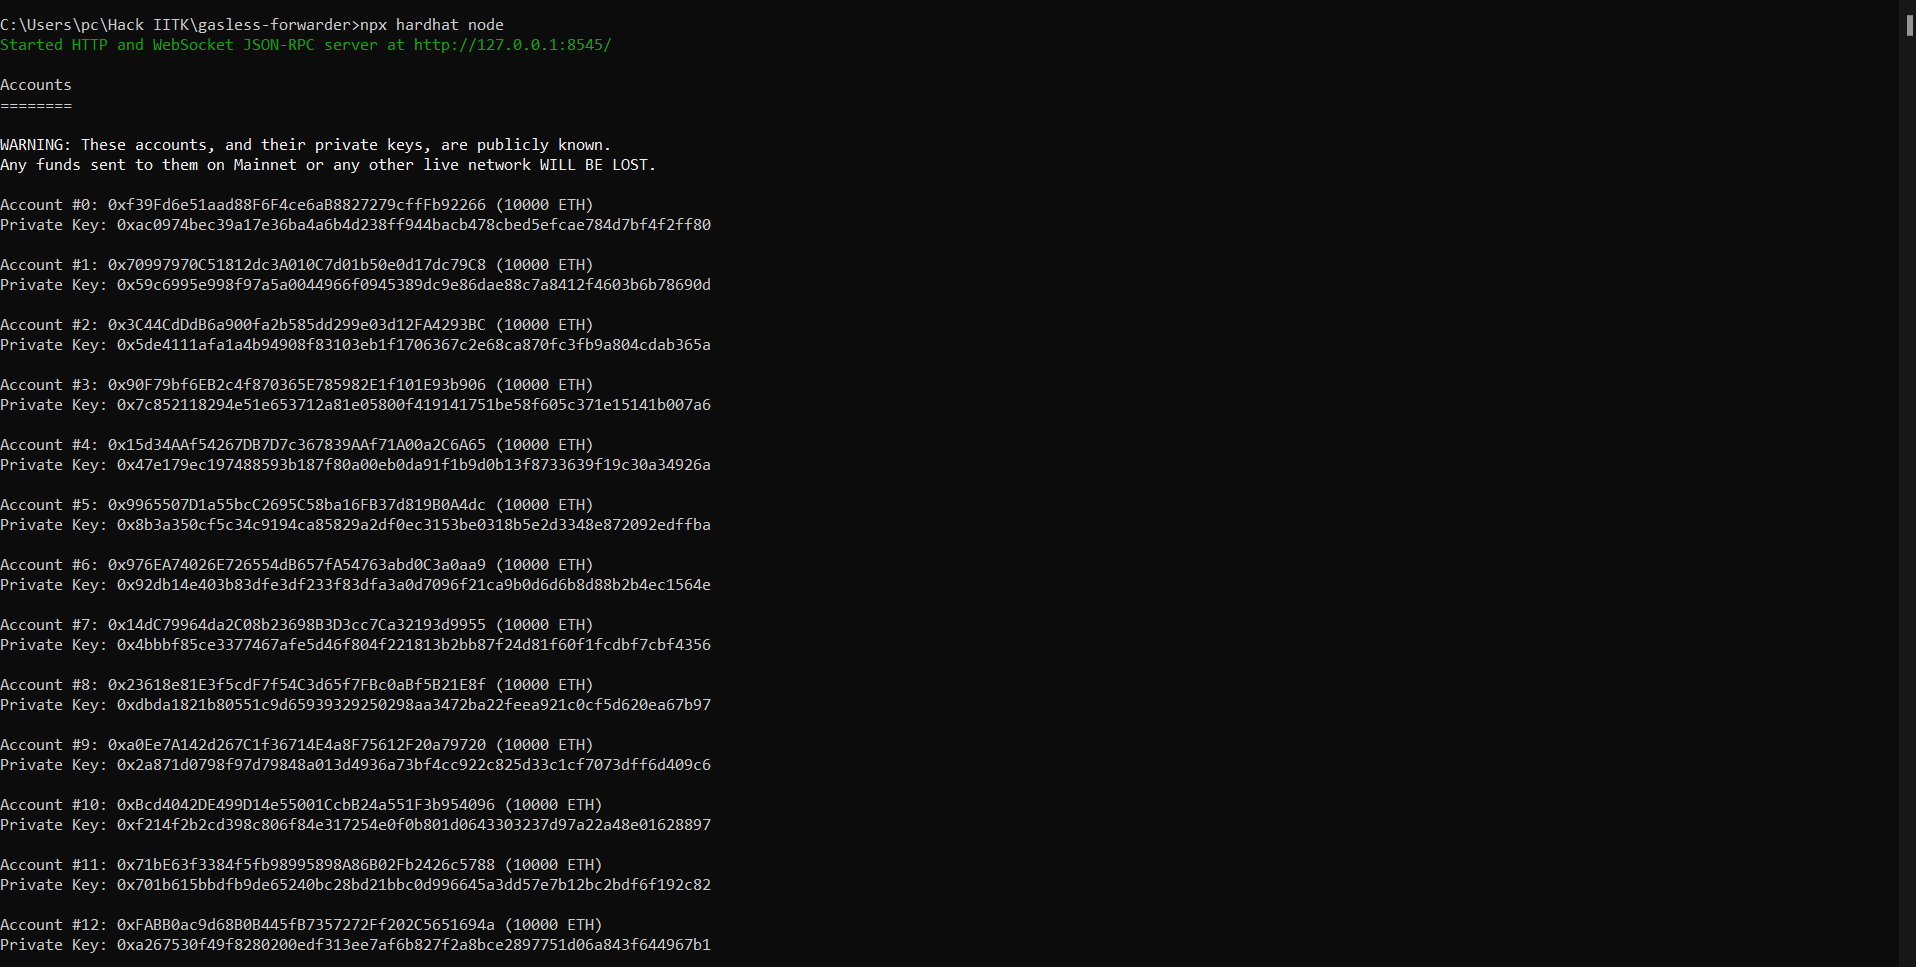 C:\Users\pc\Hack IITK\gasless-forwarder>npx hardhat node
Started HTTP and WebSocket JSON-RPC server at http://127.0.0.1:8545/
Accounts
========
WARNING: These accounts, and their private keys, are publicly known.
Any funds sent to them on Mainnet or any other live network WILL BE LOST.
Account #0: 0xf39Fd6e51aad88F6F4ce6aB8827279cffFb92266 (10000 ETH)
Private Key: 0xac0974bec39a17e36ba4a6b4d238ff944bacb478cbed5efcae784d7bf4f2ff80
Account #1: 0x70997970C51812dc3A010C7d01b50e0d17dc79C8 (10000 ETH)
Private Key: 0x59c6995e998f97a5a0044966f0945389dc9e86dae88c7a8412f4603b6b78690d
Account #2: 0x3C44CdDdB6a900fa2b585dd299e03d12FA4293BC (10000 ETH)
Private Key: 0x5de4111afa1a4b94908f83103eb1f1706367c2e68ca870fc3fb9a804cdab365a
Account #3: 0x90F79bf6EB2c4f870365E785982E1f101E93b906 (10000 ETH)
Private Key: 0x7c852118294e51e653712a81e05800f419141751be58f605c371e15141b007a6
Account #4: 0x15d34AAf54267DB7D7c367839AAf71A00a2C6A65 (10000 ETH)
Private Key: 0x47e179ec197488593b187f80a00eb0da91f1b9d0b13f8733639f19c30a34926a
Account #5: 0x9965507D1a55bcC2695C58ba16FB37d819B0A4dc (10000 ETH)
Private Key: 0x8b3a350cf5c34c9194ca85829a2df0ec3153be0318b5e2d3348e872092edffba
Account #6: 0x976EA74026E726554dB657fA54763abd0C3a0aa9 (10000 ETH)
Private Key: 0x92db14e403b83dfe3df233f83dfa3a0d7096f21ca9b0d6d6b8d88b2b4ec1564e
Account #7: 0x14dC79964da2C08b23698B3D3cc7Ca32193d9955 (10000 ETH)
Private Key: 0x4bbbf85ce3377467afe5d46f804f221813b2bb87f24d81f60f1fcdbf7cbf4356
Account #8: 0x23618e81E3f5cdF7f54C3d65f7FBc0aBf5B21E8f (10000 ETH)
Private Key: 0xdbda1821b80551c9d65939329250298aa3472ba22feea921c0cf5d620ea67b97
Account #9: 0xa0Ee7A142d267C1f36714E4a8F75612F20a79720 (10000 ETH)
Private Key: 0x2a871d0798f97d79848a013d4936a73bf4cc922c825d33c1cf7073dff6d409c6
Account #10: 0xBcd4042DE499D14e55001CcbB24a551F3b954096 (10000 ETH)
Private Key: 0xf214f2b2cd398c806f84e317254e0f0b801d0643303237d97a22a48e01628897
Account #11: 0x71bE63f3384f5fb98995898A86B02Fb2426c5788 (10000 ETH)
Private Key: 0x701b615bbdfb9de65240bc28bd21bbc0d996645a3dd57e7b12bc2bdf6f192c82
Account #12: 0xFABB0ac9d68B0B445fB7357272Ff202C5651694a (10000 ETH)
Private Key: 0xa267530f49f8280200edf313ee7af6b827f2a8bce2897751d06a843f644967b1